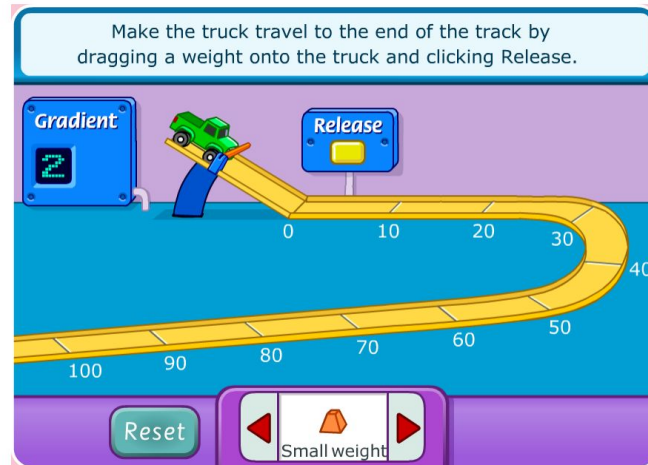 Make the truck travel to the end of the track by
dragging a weight onto the truck and clicking Release.
Gradient
2
Release
0
10
20
30
40
50
60
70
80
90
100
Reset
Small weight